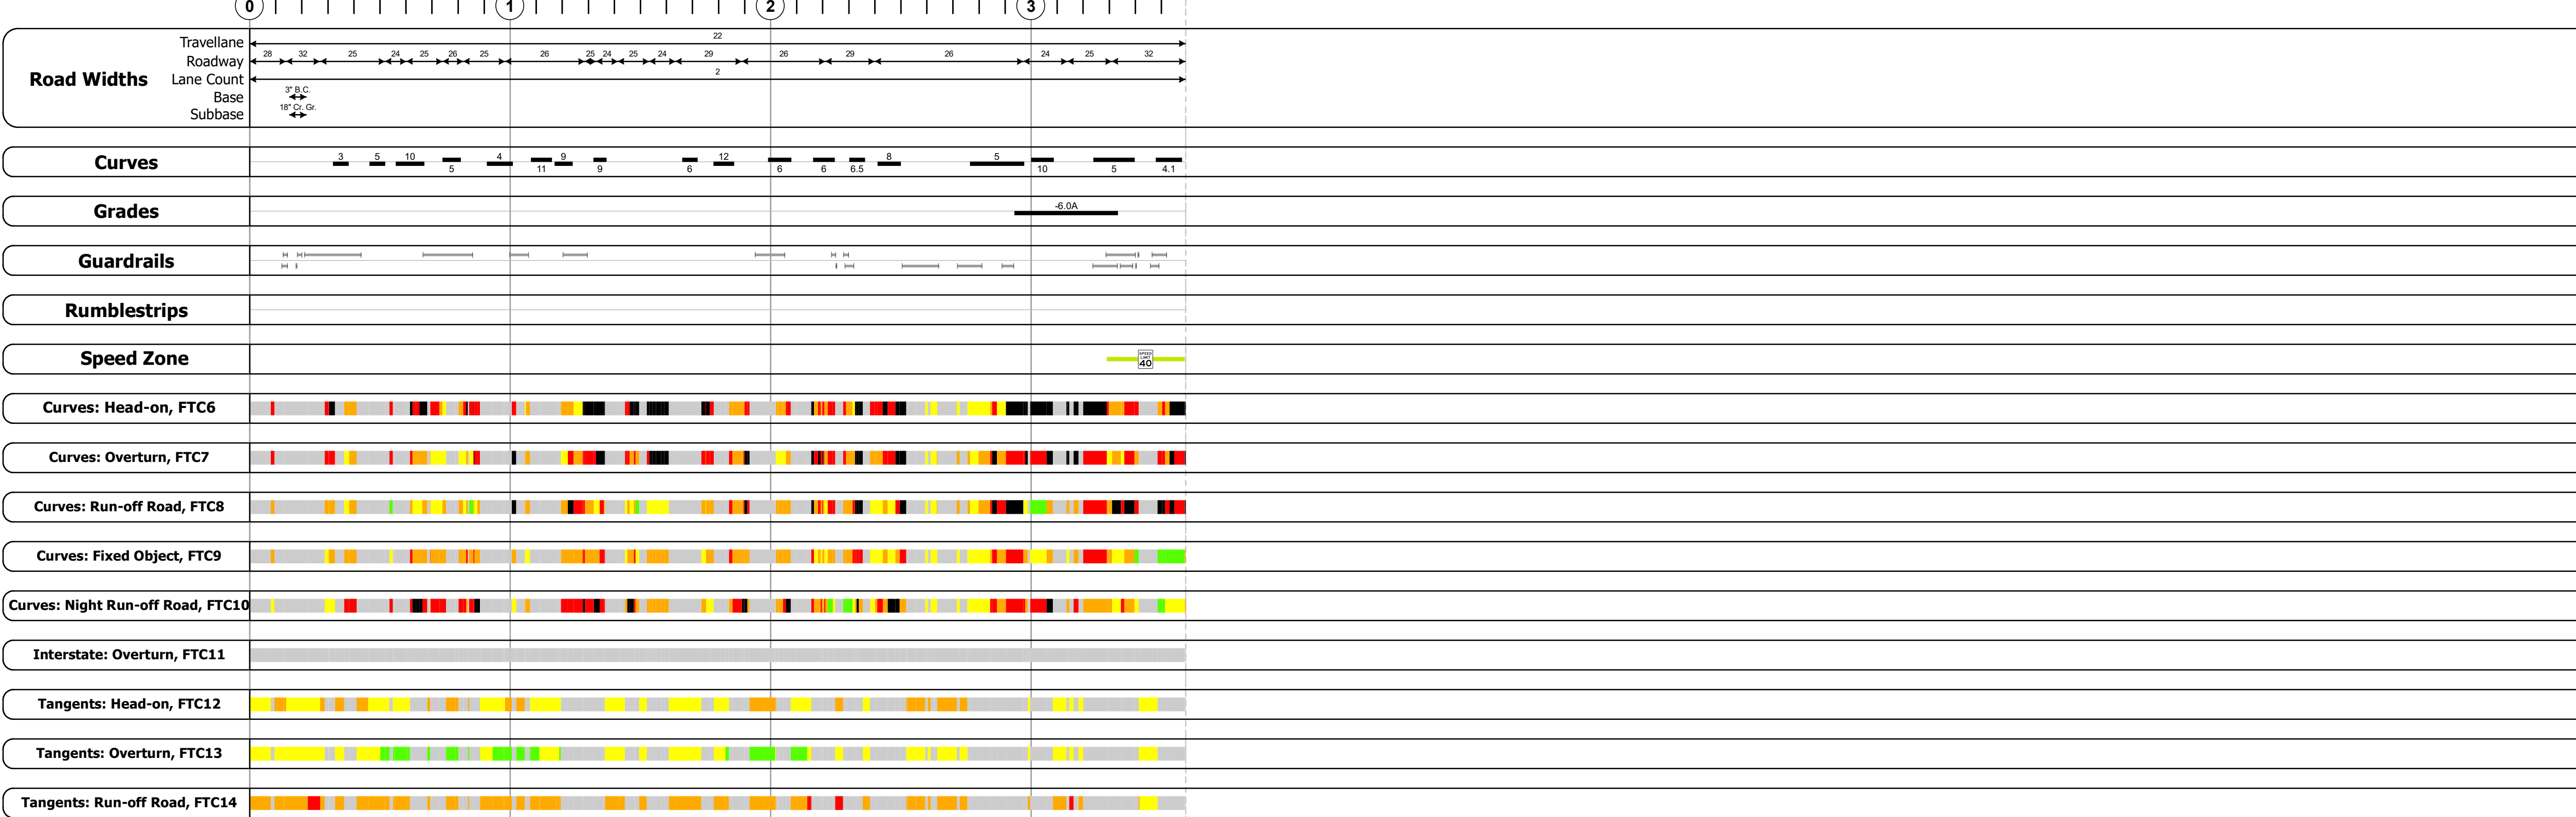 0 1 2 3
Travellane 22
Roadway 28 32 25 24 25 26 25 26 25 24 25 24 29 26 29 26 24 25 32
Road Widths
Lane Count 2
Base 3" B.C.
Subbase 18" Cr. Gr.
Curves 3 5 10 5 4 11 9 9 6 12 6 6 6.5 8 5 10 5 4.1
Grades -6.0A
Guardrails
Rumblestrips
Speed Zone
SPEED
LIMIT
40
Curves: Head-on, FTC6
Curves: Overturn, FTC7
Curves: Run-off Road, FTC8
Curves: Fixed Object, FTC9
Curves: Night Run-off Road, FTC10
Interstate: Overturn, FTC11
Tangents: Head-on, FTC12
Tangents: Overturn, FTC13
Tangents: Run-off Road, FTC14